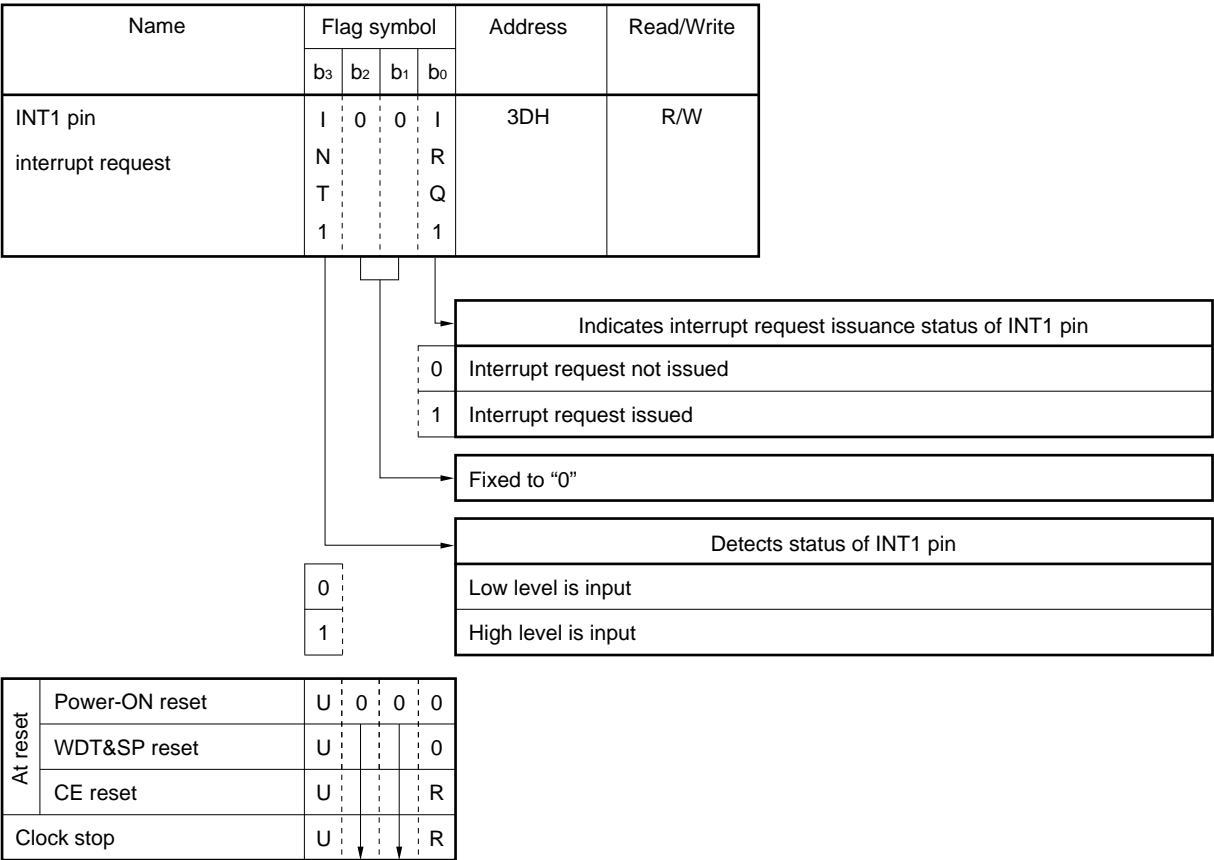 Name Flag symbol Address Read/Write
b3 b2 b1 b0
INT1 pin I 0 0 I 3DH R/W
interrupt request N R
T Q
1 1
Indicates interrupt request issuance status of INT1 pin
0 Interrupt request not issued
1 Interrupt request issued
Fixed to “0”
Detects status of INT1 pin
0 Low level is input
1 High level is input
At reset
Power-ON reset U 0 0 0
WDT&SP reset U 0
CE reset U R
Clock stop U R